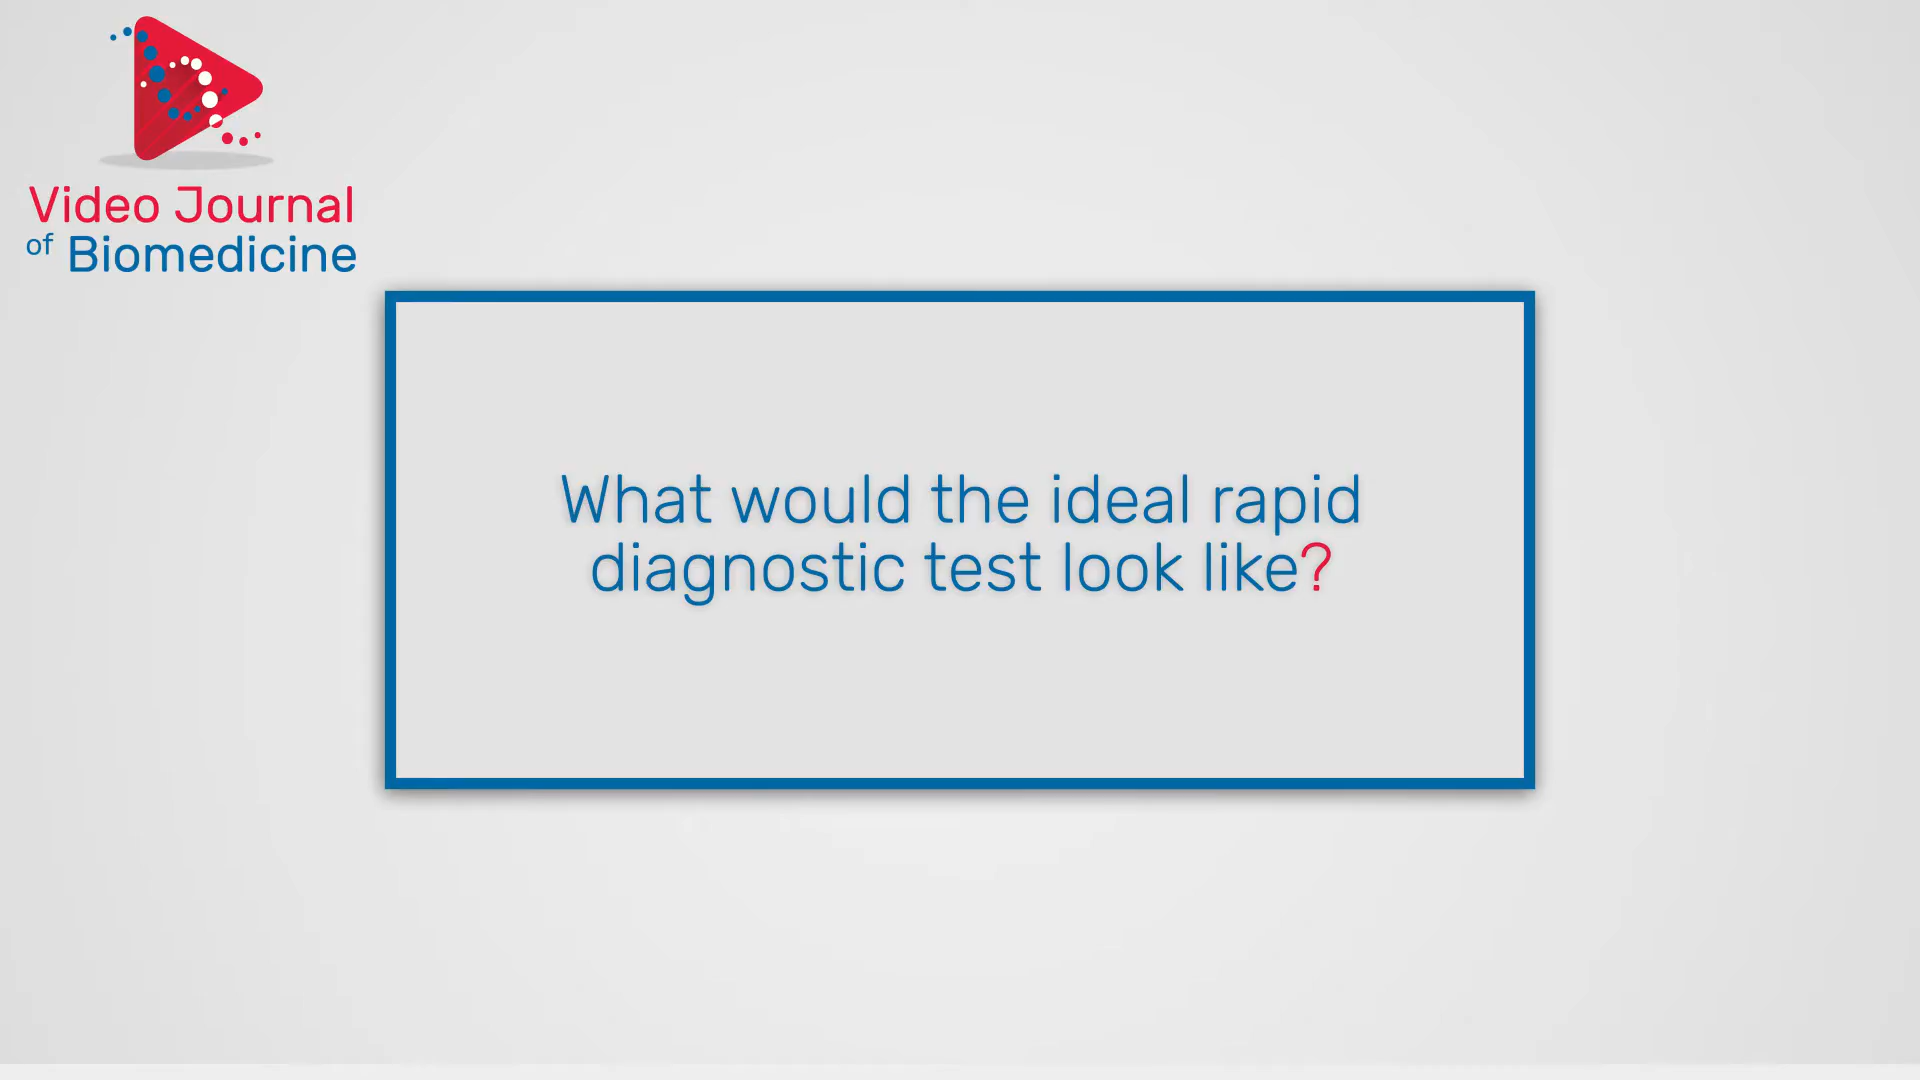 Video Journal
of Biomedicine
What would the ideal rapid
diagnostic test look like?